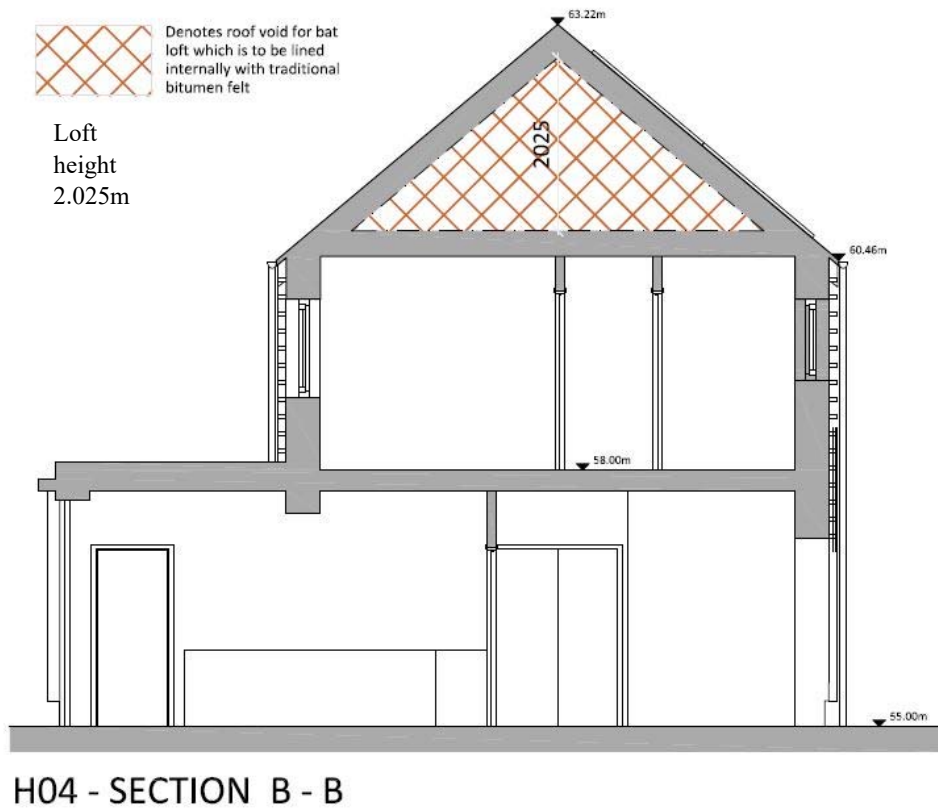 63.22m
Denotes roof void for bat
loft which is to be lined
internally with traditional
bitumen felt
Loft
height
2.025m
2025
60.46m
58.00m
55.00m
H04 - SECTION B - B